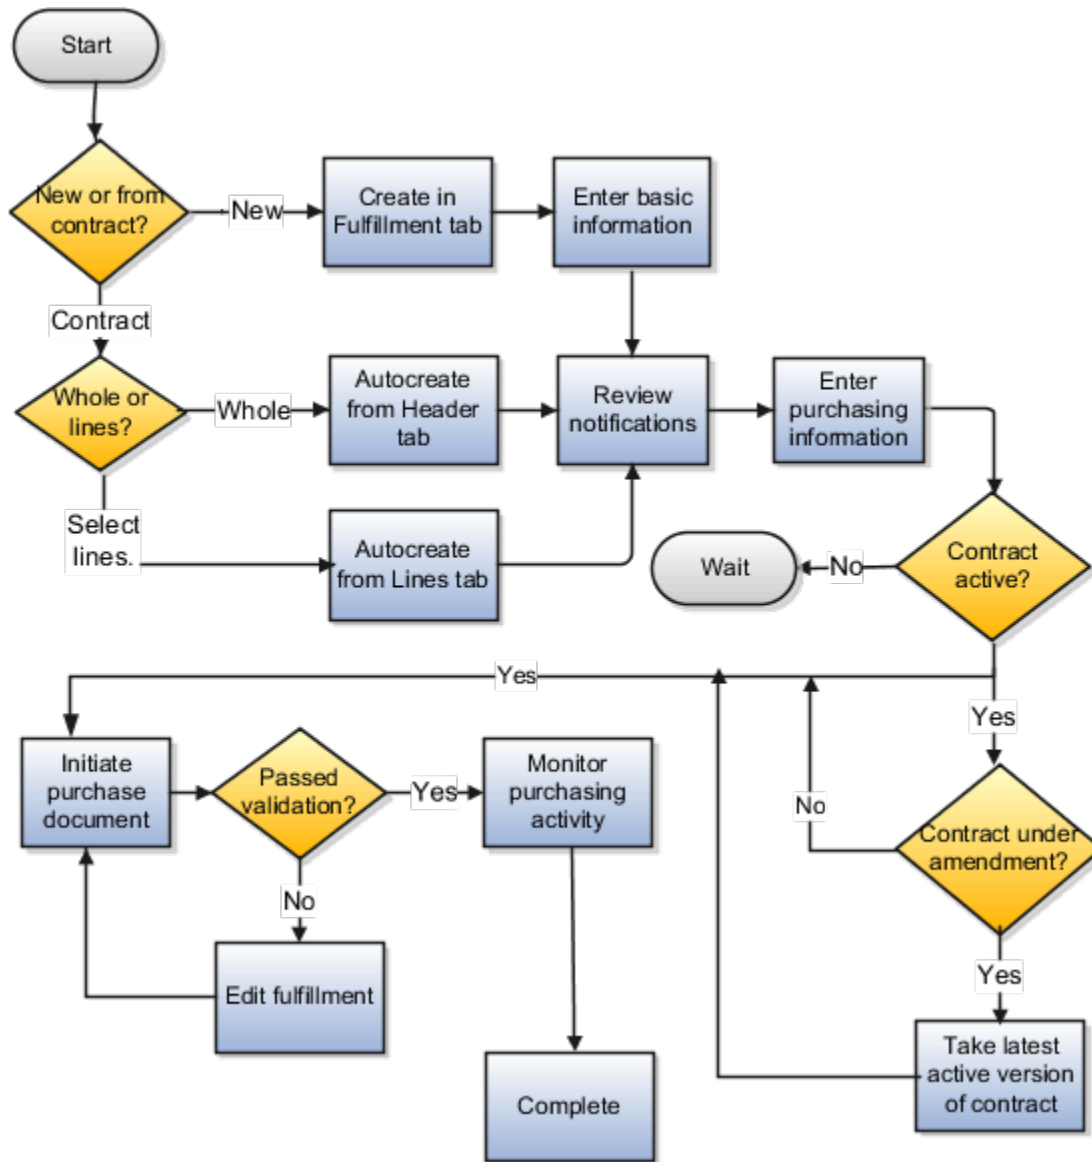 Start
New or from
contract?
New
Create in
Fulfillment tab
Enter basic
information
Contract
Whole or
lines?
Whole
Autocreate
from Header
tab
Review
notifications
Enter
purchasing
information
Select
lines.
Autocreate
from Lines tab
Wait
No
Contract
active?
Yes
Yes
Initiate
purchase
document
Passed
validation?
Yes
Monitor
purchasing
activity
No
Contract under
amendment?
No
Edit fulfillment
Yes
Take latest
active version
of contract
Complete